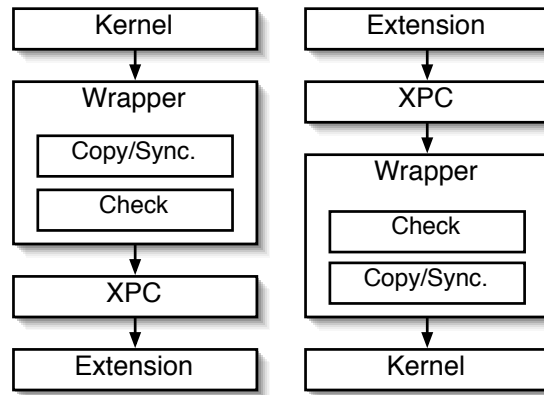 Kernel
Wrapper
Copy/Sync.
Check
XPC
Extension
Extension
XPC
Wrapper
Check
Copy/Sync.
Kernel